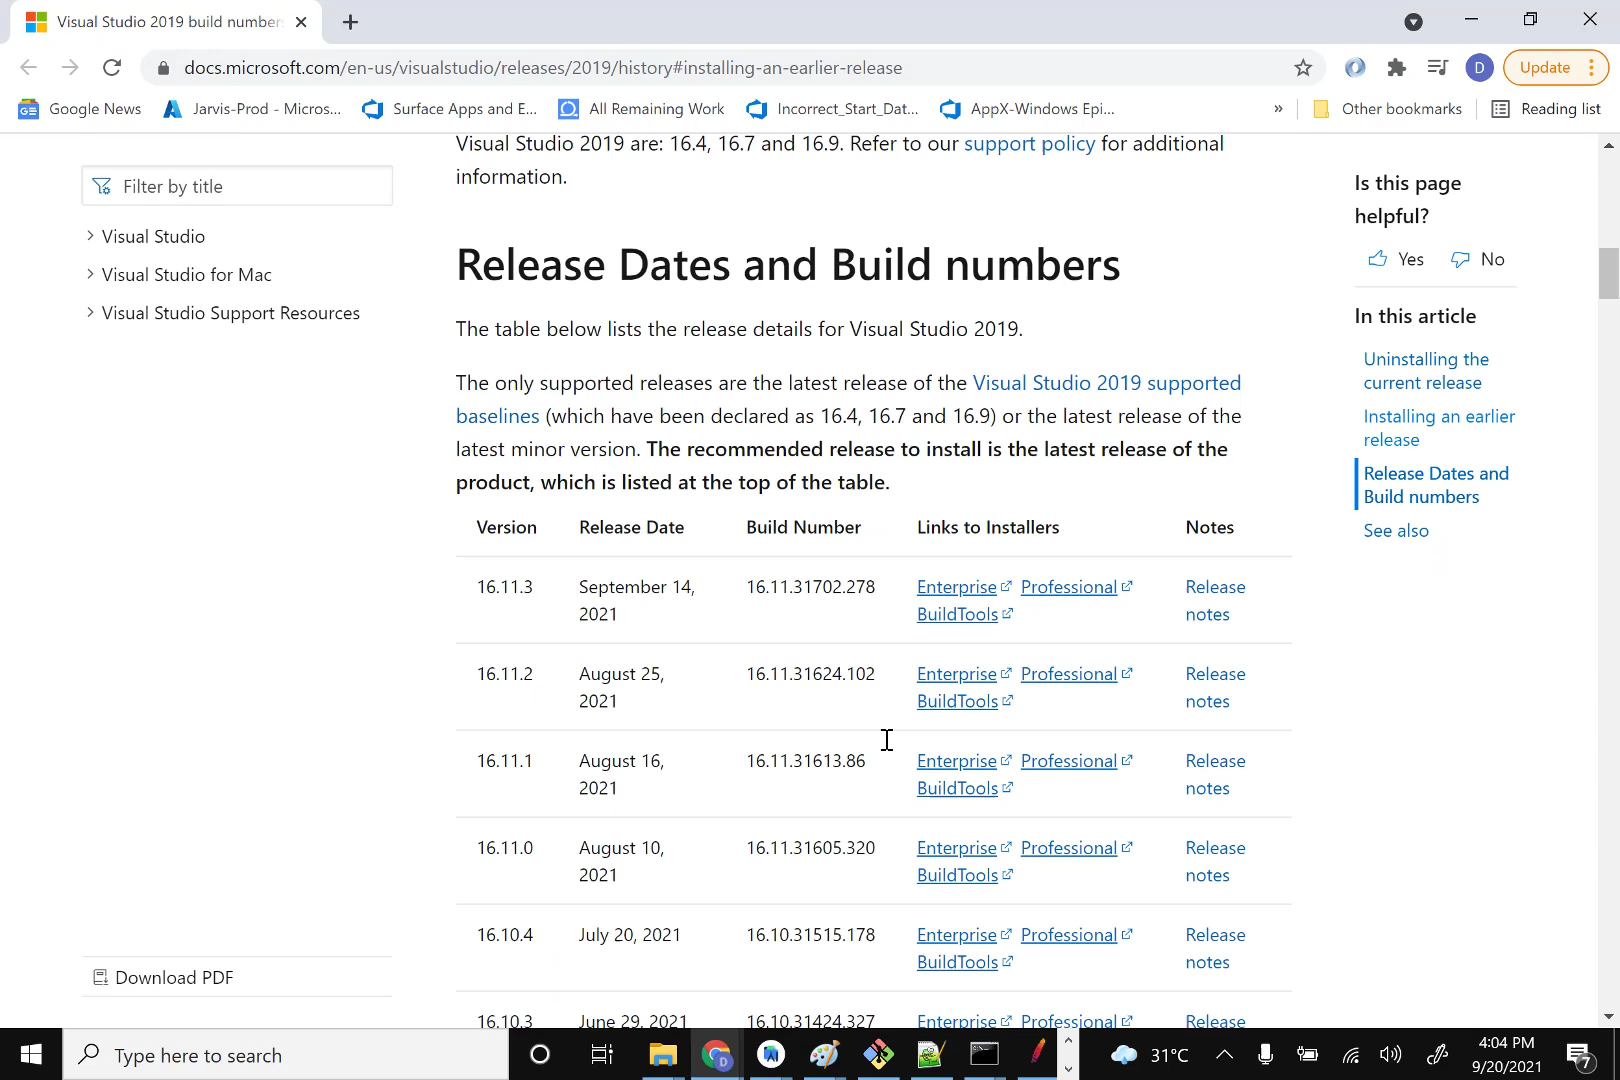 Visual Studio 2019 build number
docs.microsoft.com/en-us/visualstudio/releases/2019/history#installing-an-earlier-release
D
Update
GE Google News
Jarvis-Prod - Micros...
Surface Apps and E...
All Remaining Work
Incorrect_Start_Dat...
AppX-Windows Epi...
»
Other bookmarks
Reading list
Filter by title
Visual Studio
Visual Studio for Mac
Visual Studio Support Resources
Download PDF
Visual Studio 2019 are: 16.4, 16.7 and 16.9. Refer to our support policy for additional
information.
Release Dates and Build numbers
The table below lists the release details for Visual Studio 2019.
The only supported releases are the latest release of the Visual Studio 2019 supported
baselines (which have been declared as 16.4, 16.7 and 16.9) or the latest release of the
latest minor version. The recommended release to install is the latest release of the
product, which is listed at the top of the table.
Version Release Date Build Number Links to Installers Notes
16.11.3 September 14, 16.11.31702.278 Enterprise Professional Release
2021 BuildTools notes
16.11.2 August 25, 16.11.31624.102 Enterprise Professional Release
2021 BuildTools notes
16.11.1 August 16, 16.11.31613.86 Enterprise Professional Release
2021 BuildTools notes
16.11.0 August 10, 16.11.31605.320 Enterprise Professional Release
2021 BuildTools notes
16.10.4 July 20, 2021 16.10.31515.178 Enterprise Professional Release
BuildTools notes
16.10.3 June 29, 2021 16.10.31424.327 Enterprise Professional Release
Is this page
helpful?
Yes No
In this article
Uninstalling the
current release
Installing an earlier
release
Release Dates and
Build numbers
See also
Type here to search
D
31°C
4:04 PM
9/20/2021
7